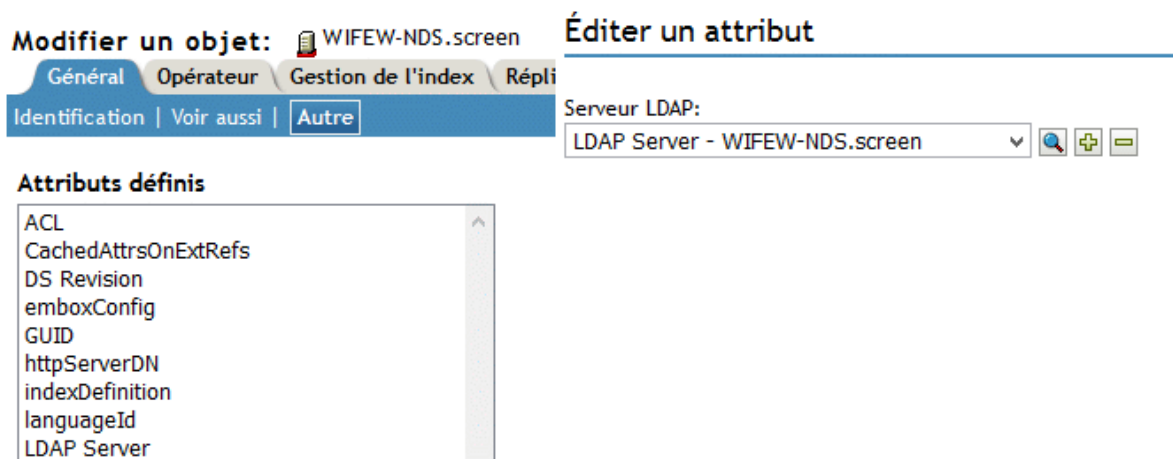 Modifier un objet: WIFEW-NDS.screen
Général Opérateur Gestion de l'index Répli
Identification | Voir aussi | Autre
Attributs définis
ACL
CachedAttrsOnExtRefs
DS Revision
emboxConfig
GUID
httpServerDN
indexDefinition
languageId
LDAP Server
Éditer un attribut
Serveur LDAP:
LDAP Server - WIFEW-NDS.screen